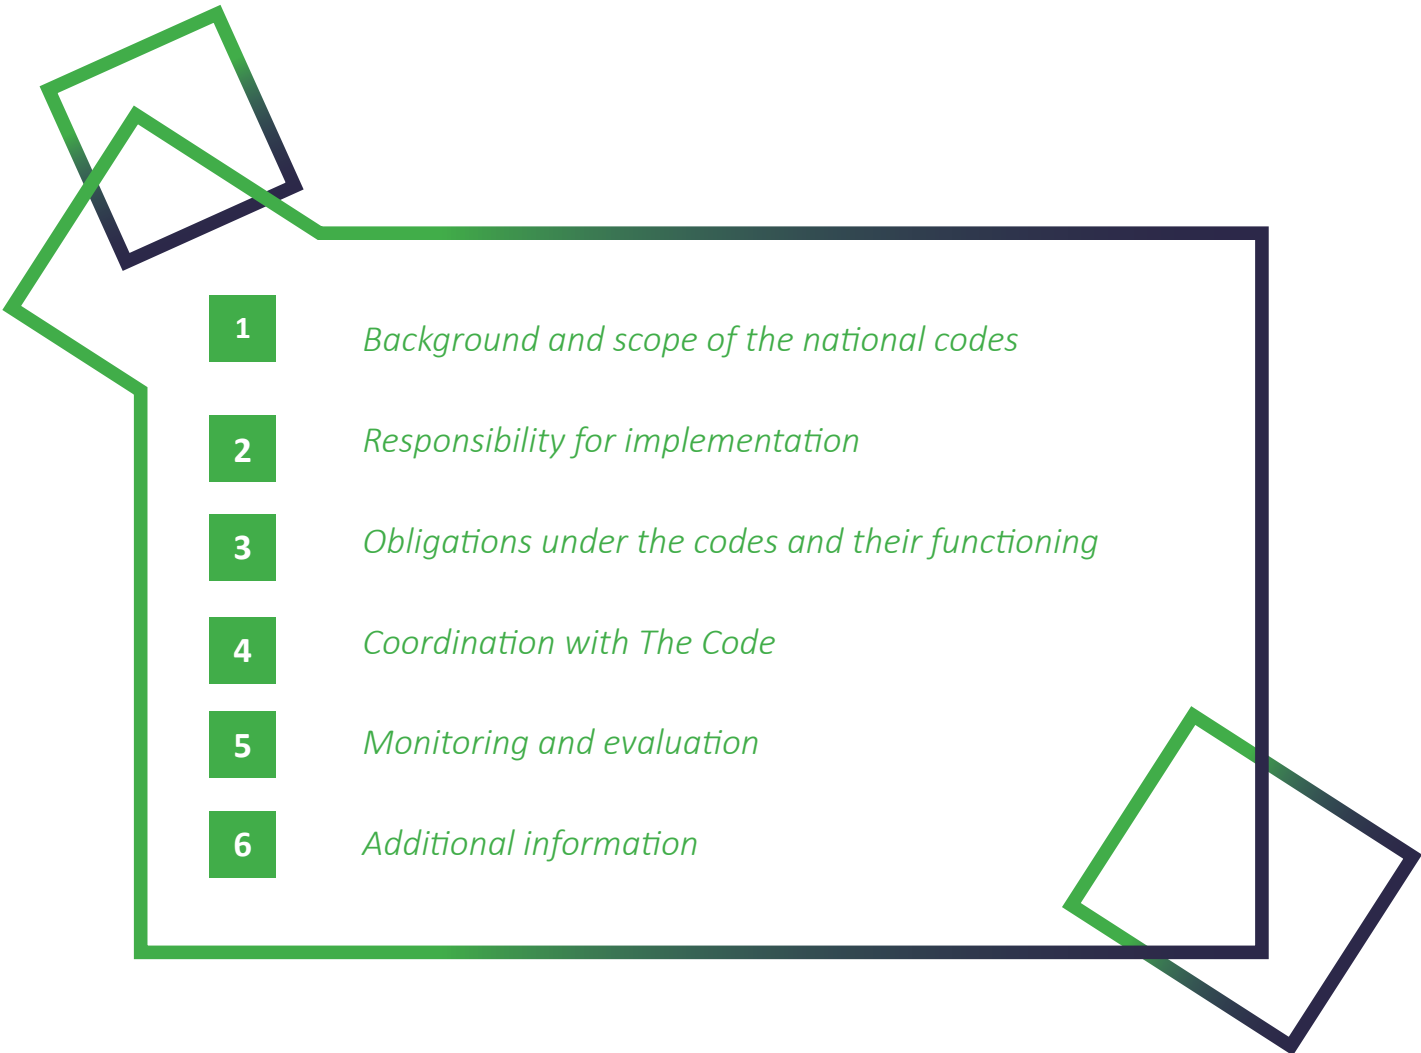 1 Background and scope of the national codes
2 Responsibility for implementation
3 Obligations under the codes and their functioning
4 Coordination with The Code
5 Monitoring and evaluation
6 Additional information